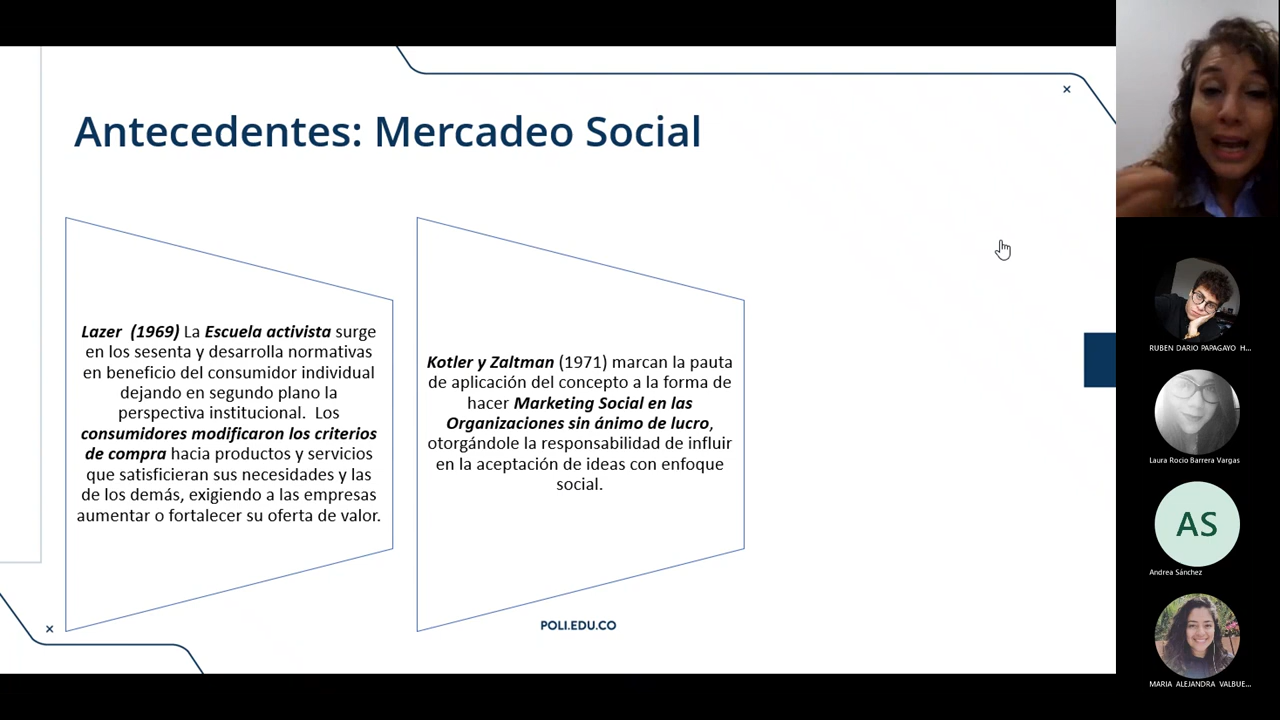 Antecedentes: Mercadeo Social
Lazer (1969) La Escuela activista surge
en los sesenta y desarrolla normativas
en beneficio del consumidor individual
dejando en segundo plano la
perspectiva institucional. Los
consumidores modificaron los criterios
de compra hacia productos y servicios
que satisficieran sus necesidades y las
de los demás, exigiendo a las empresas
aumentar o fortalecer su oferta de valor.
Kotler y Zaltman (1971) marcan la pauta
de aplicación del concepto a la forma de
hacer Marketing Social en las
Organizaciones sin ánimo de lucro,
otorgándole la responsabilidad de influir
en la aceptación de ideas con enfoque
social.
POLI.EDU.CO
RUBEN DARIO PAPAGAYO H...
Laura Rocio Barrera Vargas
AS
Andrea Sánchez
MARIA ALEJANDRA VALBUE...